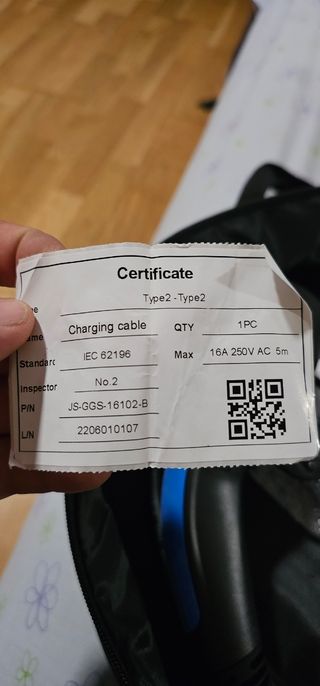 Certificate
Type2 - Type2
Charging cable QTY 1PC
Standard IEC 62196 Max 16A 250V AC 5m
Inspector No.2
P/N JS-GGS-16102-B
L/N 2206010107